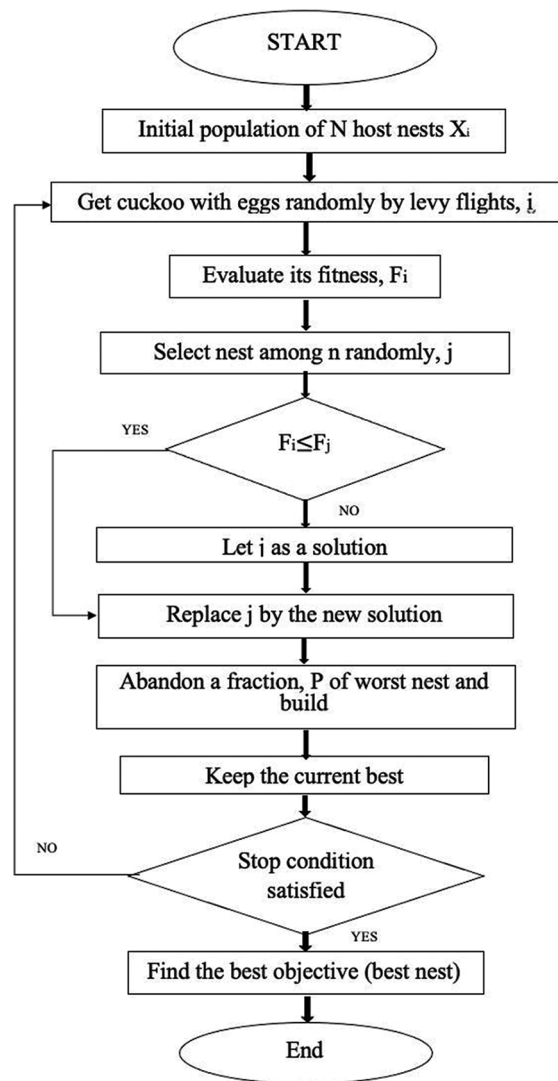 START
Initial population of N host nests Xi
Get cuckoo with eggs randomly by levy flights, i
Evaluate its fitness, Fi
Select nest among n randomly, j
YES
Fi≤Fj
NO
Let j as a solution
Replace j by the new solution
Abandon a fraction, P of worst nest and
build
Keep the current best
NO
Stop condition
satisfied
YES
Find the best objective (best nest)
End